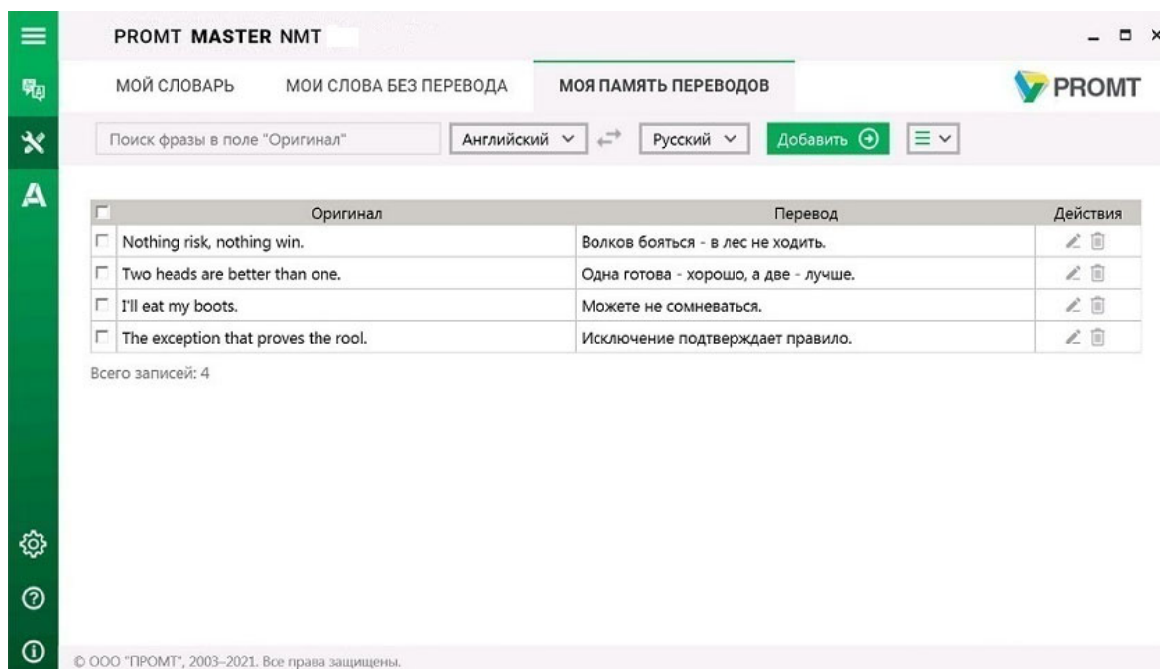 PROMT MASTER NMT
МОЙ СЛОВАРЬ МОИ СЛОВА БЕЗ ПЕРЕВОДА МОЯ ПАМЯТЬ ПЕРЕВОДОВ PROMT
Поиск фразы в поле "Оригинал" Английский Русский Добавить
Оригинал Перевод Действия
Nothing risk, nothing win. Волков бояться - в лес не ходить.
Two heads are better than one. Одна готова - хорошо, а две - лучше.
I'll eat my boots. Можете не сомневаться.
The exception that proves the rool. Исключение подтверждает правило.
Всего записей: 4
© ООО "ПРОМТ", 2003–2021. Все права защищены.